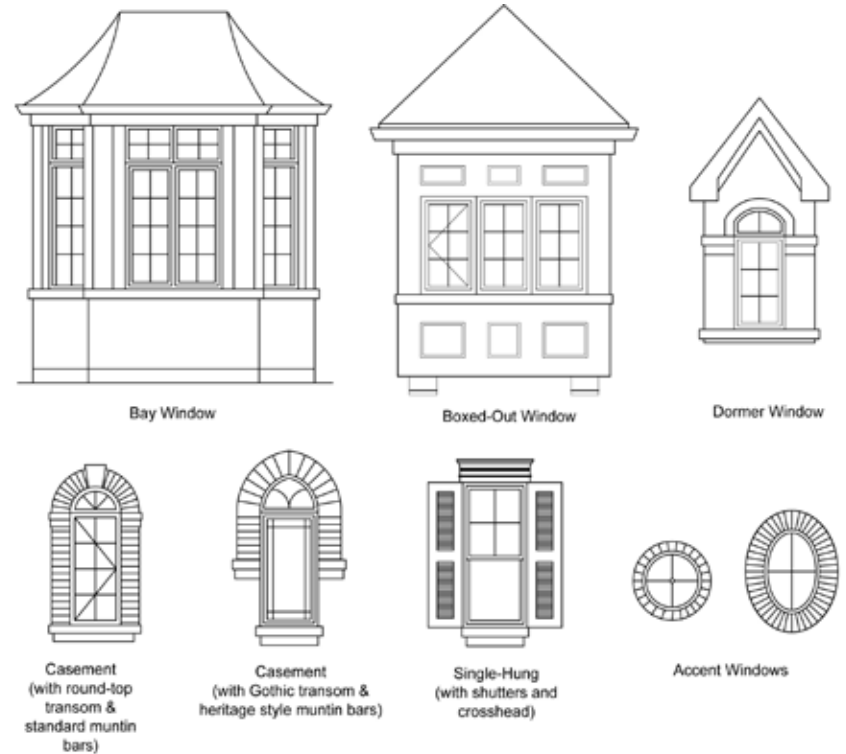 Bay Window
Boxed-Out Window
Dormer Window
Casement
(with round-top
transom &
standard muntin
bars)
Casement
(with Gothic transom &
heritage style muntin bars)
Single-Hung
(with shutters and
crosshead)
Accent Windows